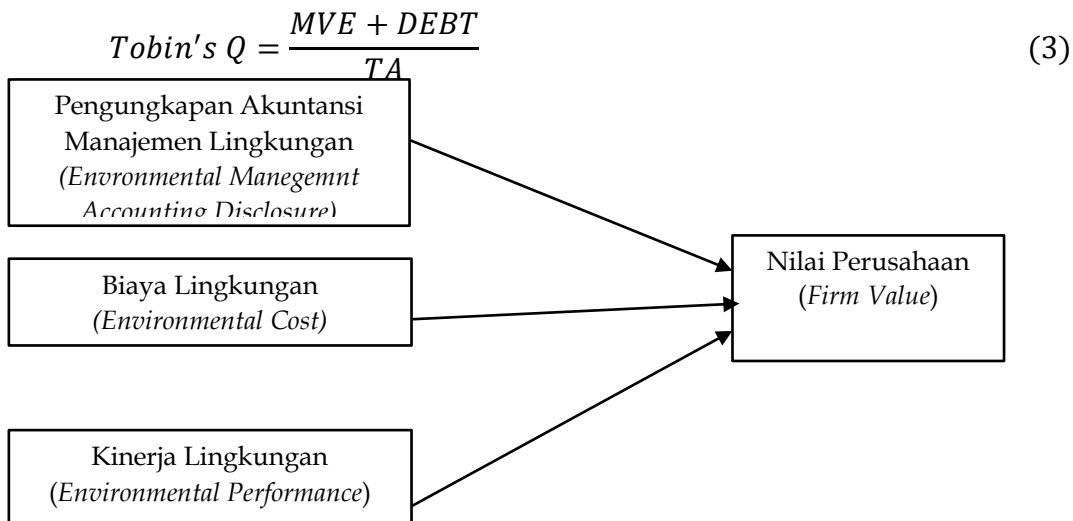 Tobin's Q = \frac{MVE + DEBT}{TA} (3)
Pengungkapan Akuntansi
Manajemen Lingkungan
(Envronmental Manegemnt
Accounting Disclosure)
Biaya Lingkungan
(Environmental Cost)
Kinerja Lingkungan
(Environmental Performance)
Nilai Perusahaan
(Firm Value)